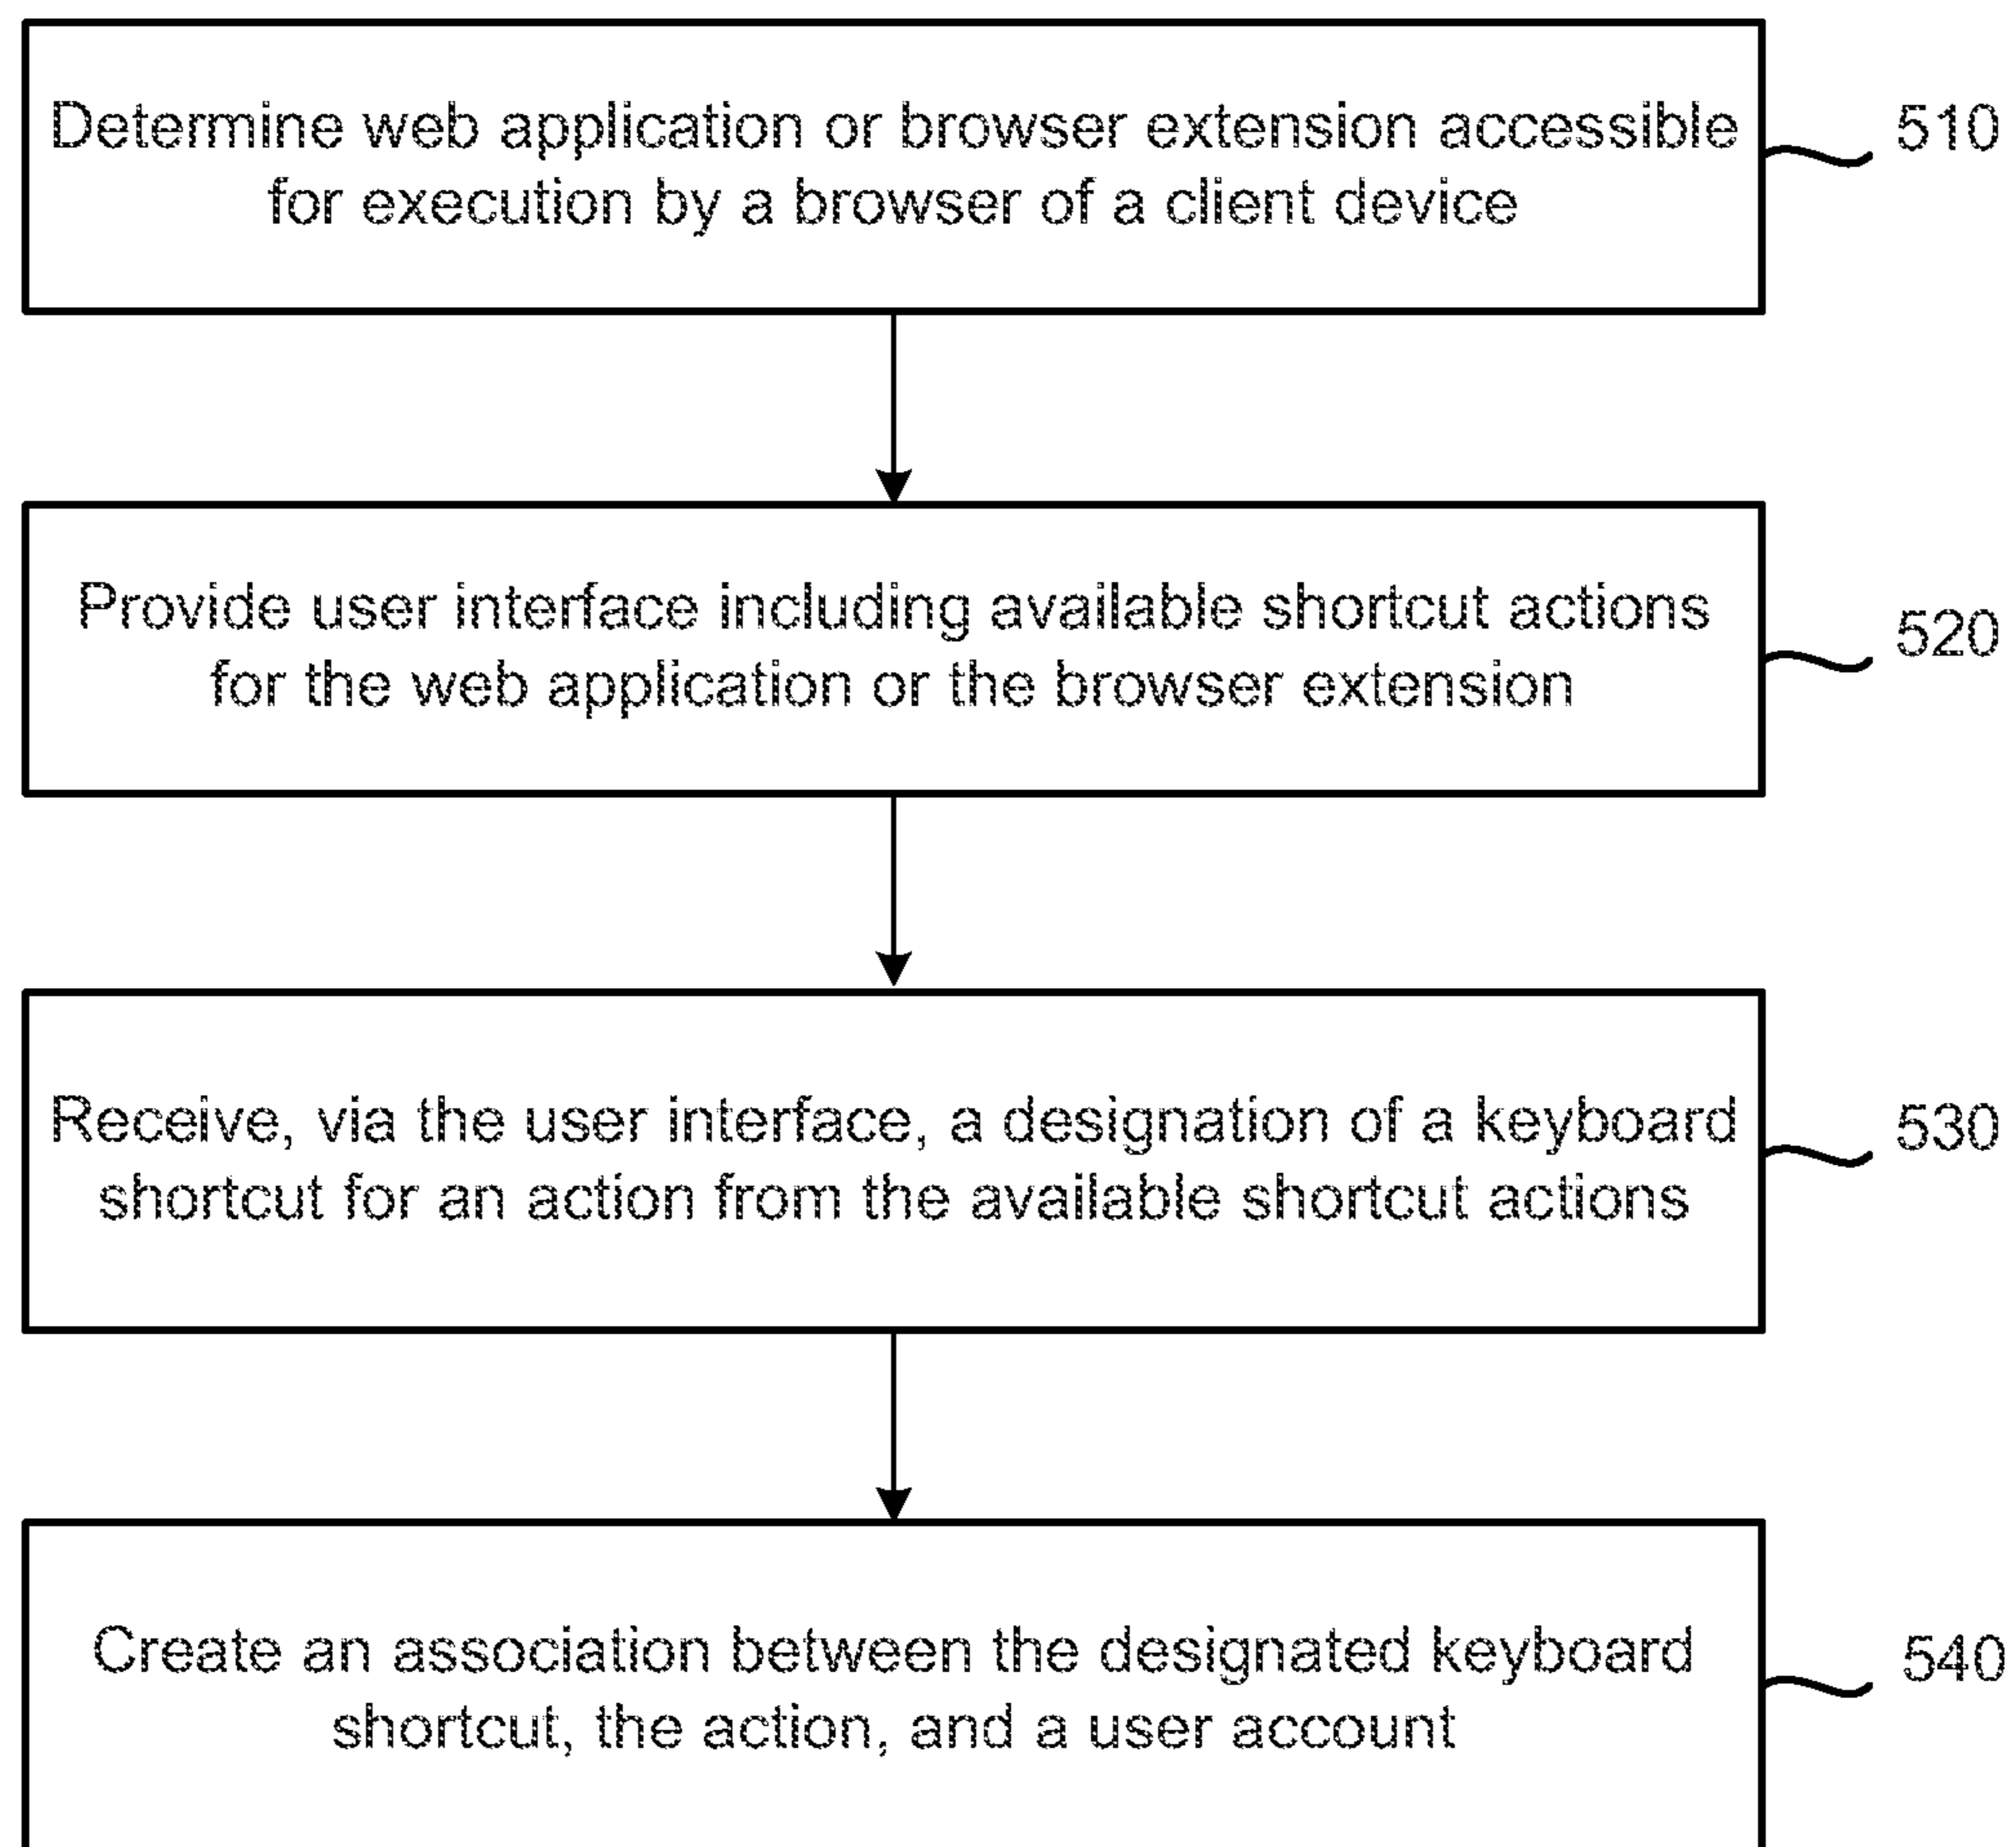 Determine web application or browser extension accessible
for execution by a browser of a client device
510
Provide user interface including available shortcut actions
for the web application or the browser extension
520
Receive, via the user interface, a designation of a keyboard
shortcut for an action from the available shortcut actions
530
Create an association between the designated keyboard
shortcut, the action, and a user account
540